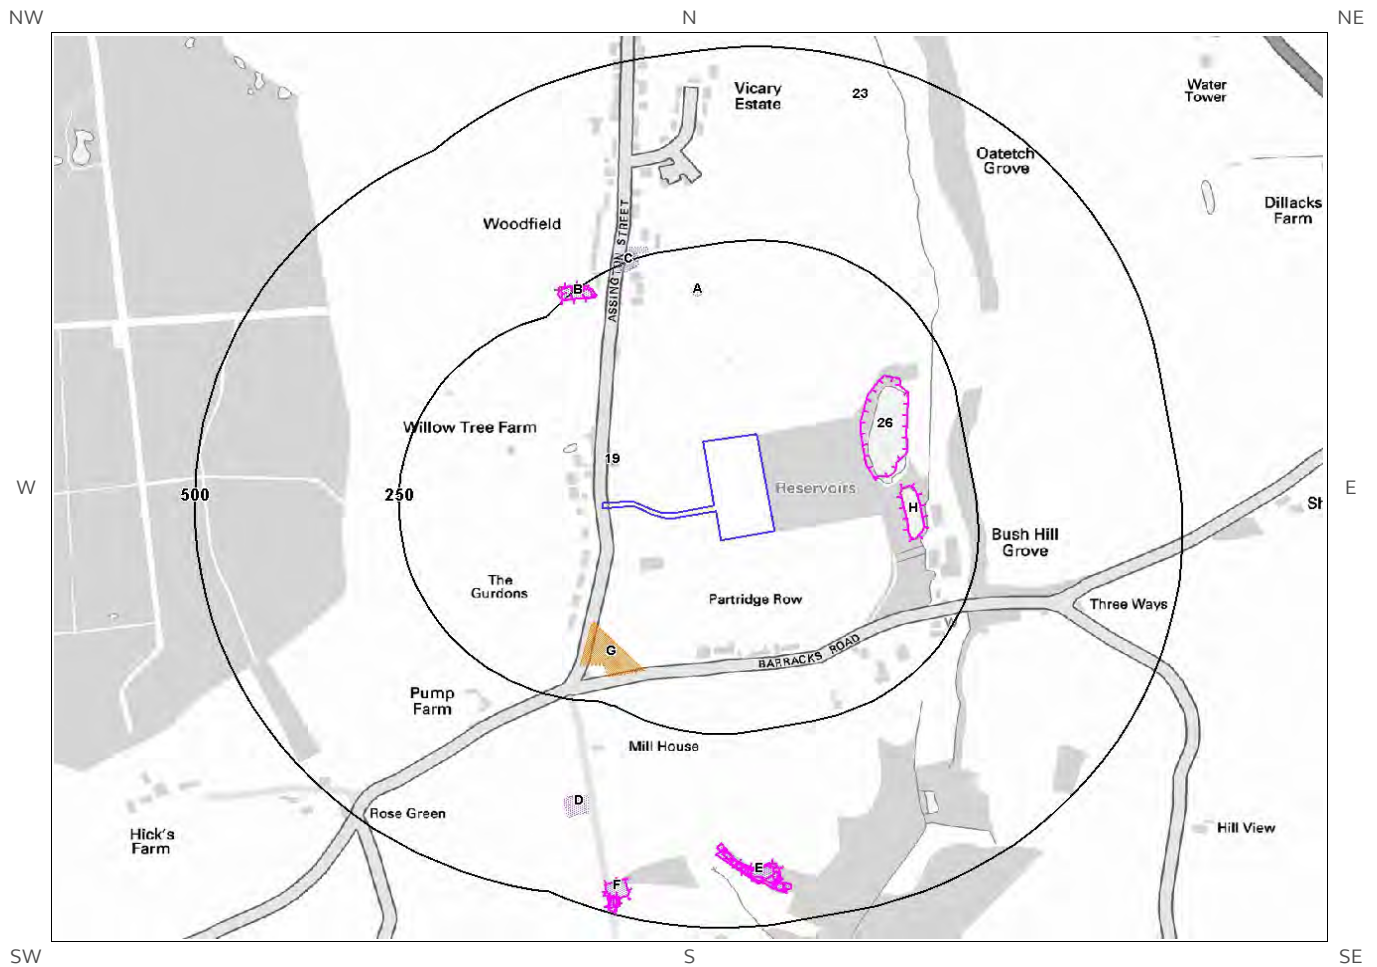 NW
N
NE
Vicary
Estate
23
Water
Tower
Oatetch
Grove
Dillacks
Farm
Woodfield
ASSINGTON STREET
C
B
A
Willow Tree Farm
26
19
500
250
Reservoirs
W
E
H
Sh
Bush Hill
Grove
The
Gurdons
Partridge Row
Three Ways
W
G
BARRACKS ROAD
Pump
Farm
Mill House
D
Rose Green
Hick's
Farm
Hill View
E
F
SW
S
SE